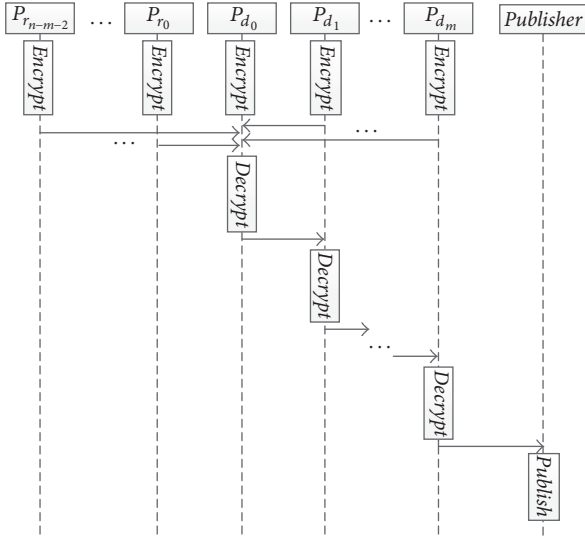 P_{r_{n-m-2}} ... P_{r_0} P_{d_0} P_{d_1} ... P_{d_m} Publisher
Encrypt Encrypt Encrypt Encrypt Encrypt
...
...
Decrypt
Decrypt
...
Decrypt
Publish